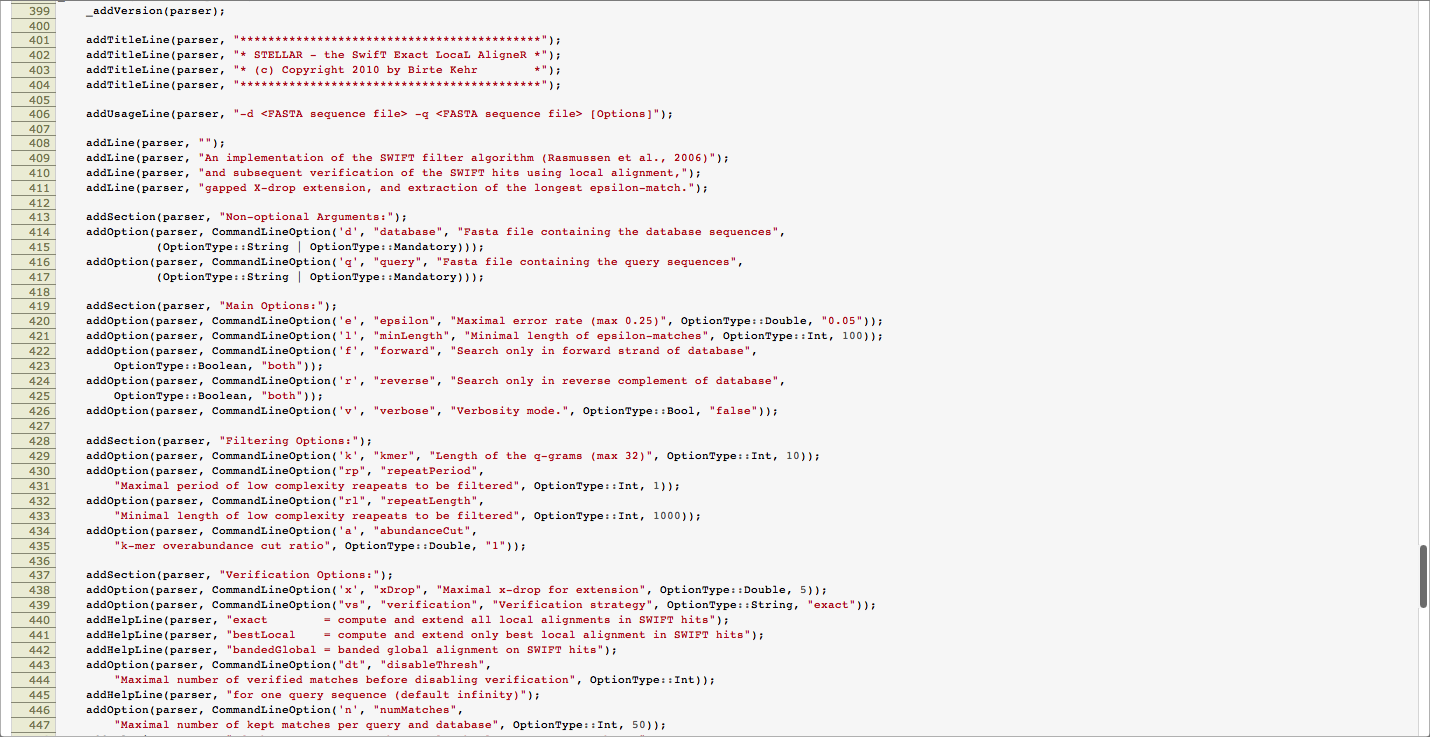 399 _addVersion(parser);
400
401 addTitleLine(parser, "*******************************************");
402 addTitleLine(parser, "* STELLAR - the SwifT Exact LocaL AligneR *");
403 addTitleLine(parser, "* (c) Copyright 2010 by Birte Kehr        *");
404 addTitleLine(parser, "*******************************************");
405
406 addUsageLine(parser, "-d <FASTA sequence file> -q <FASTA sequence file> [Options]");
407
408 addLine(parser, "");
409 addLine(parser, "An implementation of the SWIFT filter algorithm (Rasmussen et al., 2006)");
410 addLine(parser, "and subsequent verification of the SWIFT hits using local alignment,");
411 addLine(parser, "gapped X-drop extension, and extraction of the longest epsilon-match.");
412
413 addSection(parser, "Non-optional Arguments:");
414 addOption(parser, CommandLineOption('d', "database", "Fasta file containing the database sequences",
415 (OptionType::String | OptionType::Mandatory)));
416 addOption(parser, CommandLineOption('q', "query", "Fasta file containing the query sequences",
417 (OptionType::String | OptionType::Mandatory)));
418
419 addSection(parser, "Main Options:");
420 addOption(parser, CommandLineOption('e', "epsilon", "Maximal error rate (max 0.25)", OptionType::Double, "0.05"));
421 addOption(parser, CommandLineOption('l', "minLength", "Minimal length of epsilon-matches", OptionType::Int, 100));
422 addOption(parser, CommandLineOption('f', "forward", "Search only in forward strand of database",
423 OptionType::Boolean, "both"));
424 addOption(parser, CommandLineOption('r', "reverse", "Search only in reverse complement of database",
425 OptionType::Boolean, "both"));
426 addOption(parser, CommandLineOption('v', "verbose", "Verbosity mode.", OptionType::Bool, "false"));
427
428 addSection(parser, "Filtering Options:");
429 addOption(parser, CommandLineOption('k', "kmer", "Length of the q-grams (max 32)", OptionType::Int, 10));
430 addOption(parser, CommandLineOption("rp", "repeatPeriod",
431 "Maximal period of low complexity reapeats to be filtered", OptionType::Int, 1));
432 addOption(parser, CommandLineOption("rl", "repeatLength",
433 "Minimal length of low complexity reapeats to be filtered", OptionType::Int, 1000));
434 addOption(parser, CommandLineOption('a', "abundanceCut",
435 "k-mer overabundance cut ratio", OptionType::Double, "1"));
436
437 addSection(parser, "Verification Options:");
438 addOption(parser, CommandLineOption('x', "xDrop", "Maximal x-drop for extension", OptionType::Double, 5));
439 addOption(parser, CommandLineOption("vs", "verification", "Verification strategy", OptionType::String, "exact"));
440 addHelpLine(parser, "exact        = compute and extend all local alignments in SWIFT hits");
441 addHelpLine(parser, "bestLocal    = compute and extend only best local alignment in SWIFT hits");
442 addHelpLine(parser, "bandedGlobal = banded global alignment on SWIFT hits");
443 addOption(parser, CommandLineOption("dt", "disableThresh",
444 "Maximal number of verified matches before disabling verification", OptionType::Int));
445 addHelpLine(parser, "for one query sequence (default infinity)");
446 addOption(parser, CommandLineOption('n', "numMatches",
447 "Maximal number of kept matches per query and database", OptionType::Int, 50));